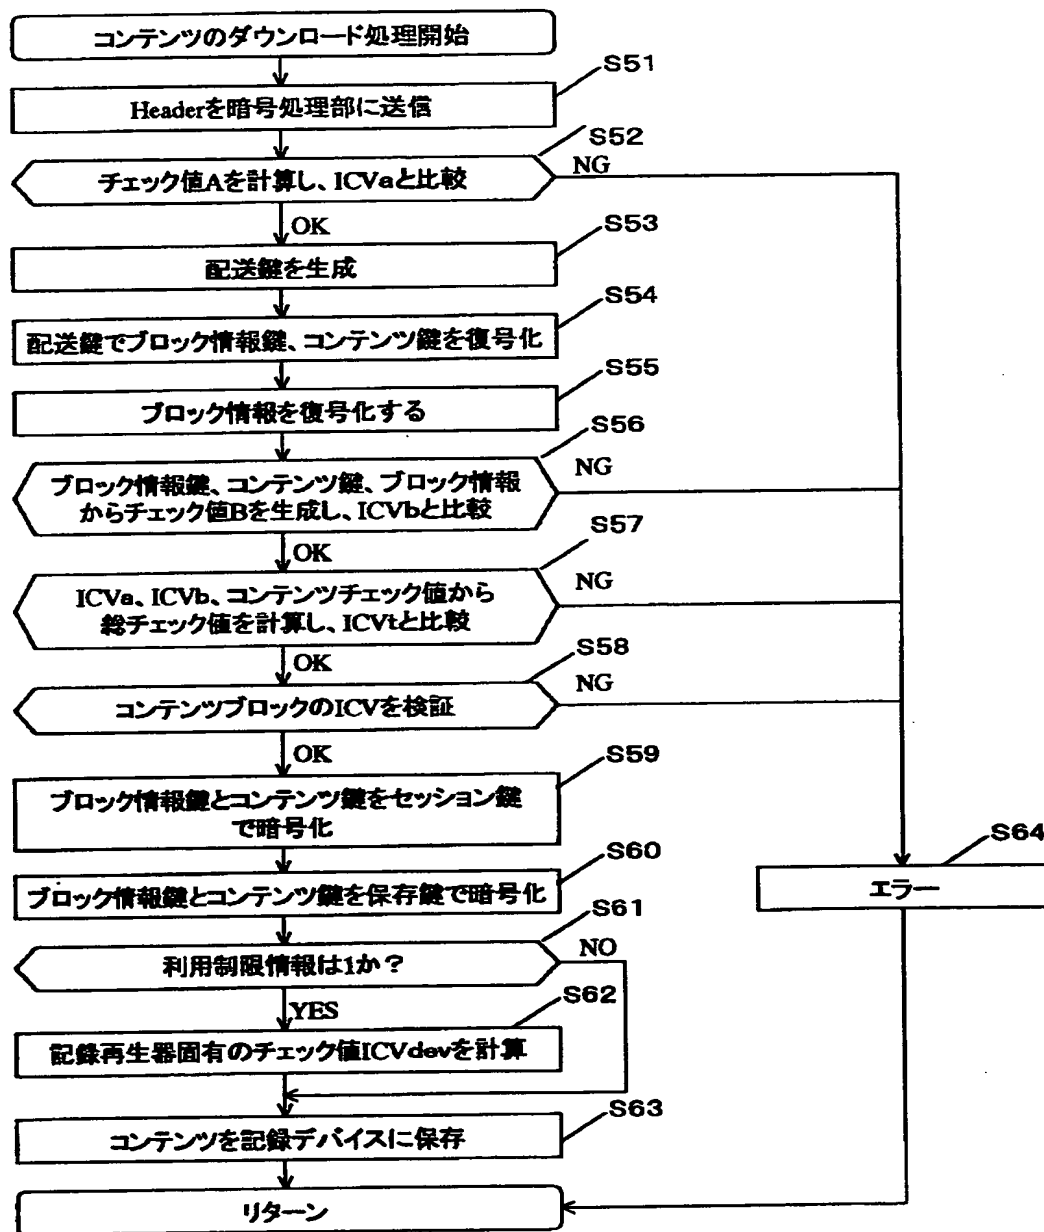 コンテンツのダウンロード処理開始
S51
Headerを暗号処理部に送信
S52
チェック値Aを計算し、ICVaと比較
NG
OK
S53
配送鍵を生成
S54
配送鍵でブロック情報鍵、コンテンツ鍵を復号化
S55
ブロック情報を復号化する
S56
ブロック情報鍵、コンテンツ鍵、ブロック情報
からチェック値Bを生成し、ICVbと比較
NG
OK
S57
ICVa、ICVb、コンテンツチェック値から
総チェック値を計算し、ICVtと比較
NG
OK
S58
コンテンツブロックのICVを検証
NG
OK
S59
ブロック情報鍵とコンテンツ鍵をセッション鍵
で暗号化
S60
ブロック情報鍵とコンテンツ鍵を保存鍵で暗号化
S64
エラー
S61
利用制限情報は1か?
NO
YES
S62
記録再生器固有のチェック値ICVdevを計算
S63
コンテンツを記録デバイスに保存
リターン